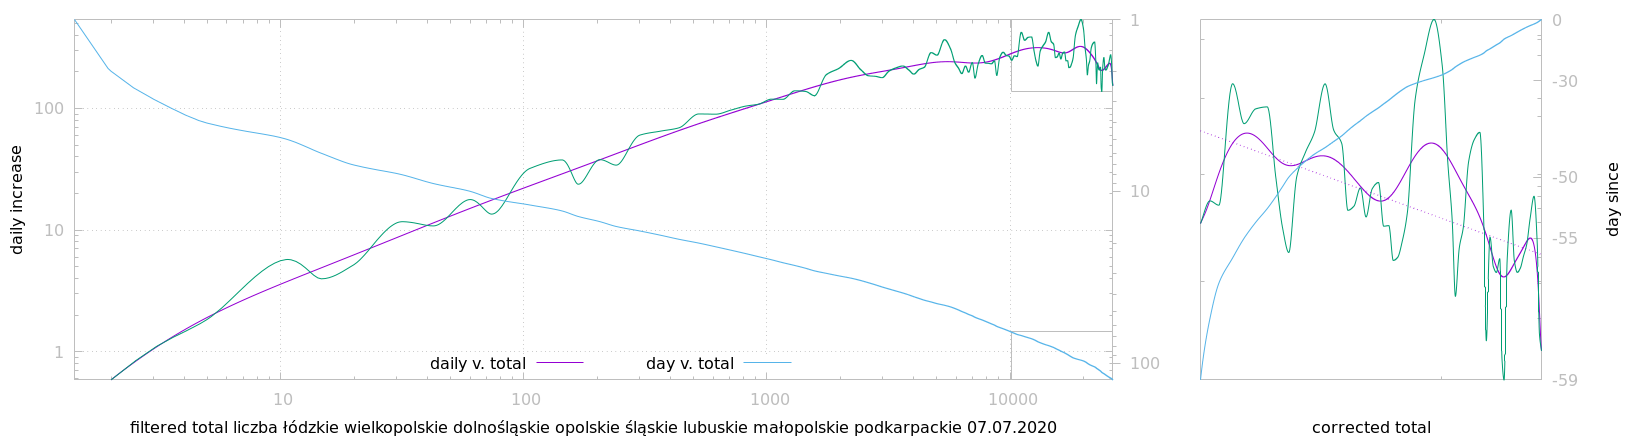 1
0
100
-30
daily increase
10
10
-50
day since
-55
1
daily v. total
day v. total
100
-59
10
100
1000
10000
filtered total liczba łódzkie wielkopolskie dolnośląskie opolskie śląskie lubuskie małopolskie podkarpackie 07.07.2020
corrected total